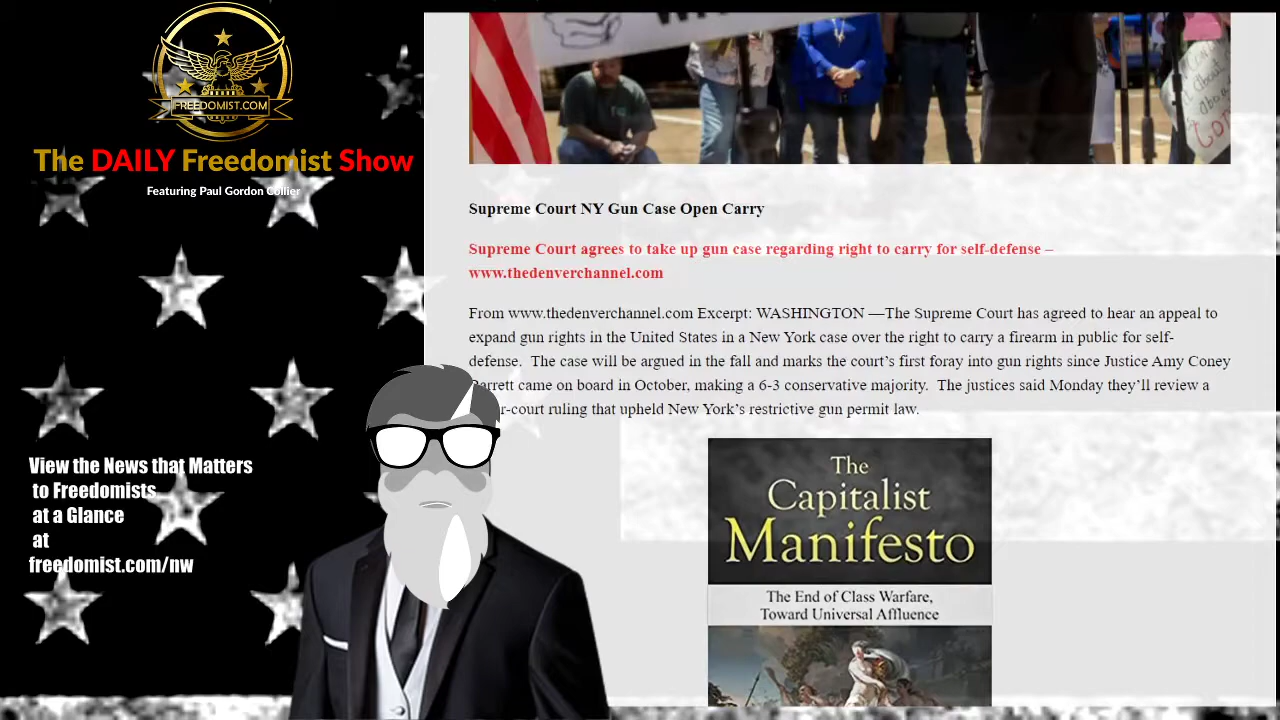 FREEDOMIST.COM
The DAILY Freedomist Show
Featuring Paul Gordon Collier
View the News that Matters
to Freedomists
at a Glance
at
freedomist.com/nw
Supreme Court NY Gun Case Open Carry
Supreme Court agrees to take up gun case regarding right to carry for self-defense –
www.thedenverchannel.com
From www.thedenverchannel.com Excerpt: WASHINGTON —The Supreme Court has agreed to hear an appeal to
expand gun rights in the United States in a New York case over the right to carry a firearm in public for self-
defense. The case will be argued in the fall and marks the court’s first foray into gun rights since Justice Amy Coney
Barrett came on board in October, making a 6-3 conservative majority. The justices said Monday they’ll review a
r-court ruling that upheld New York’s restrictive gun permit law.
The
Capitalist
Manifesto
The End of Class Warfare,
Toward Universal Affluence